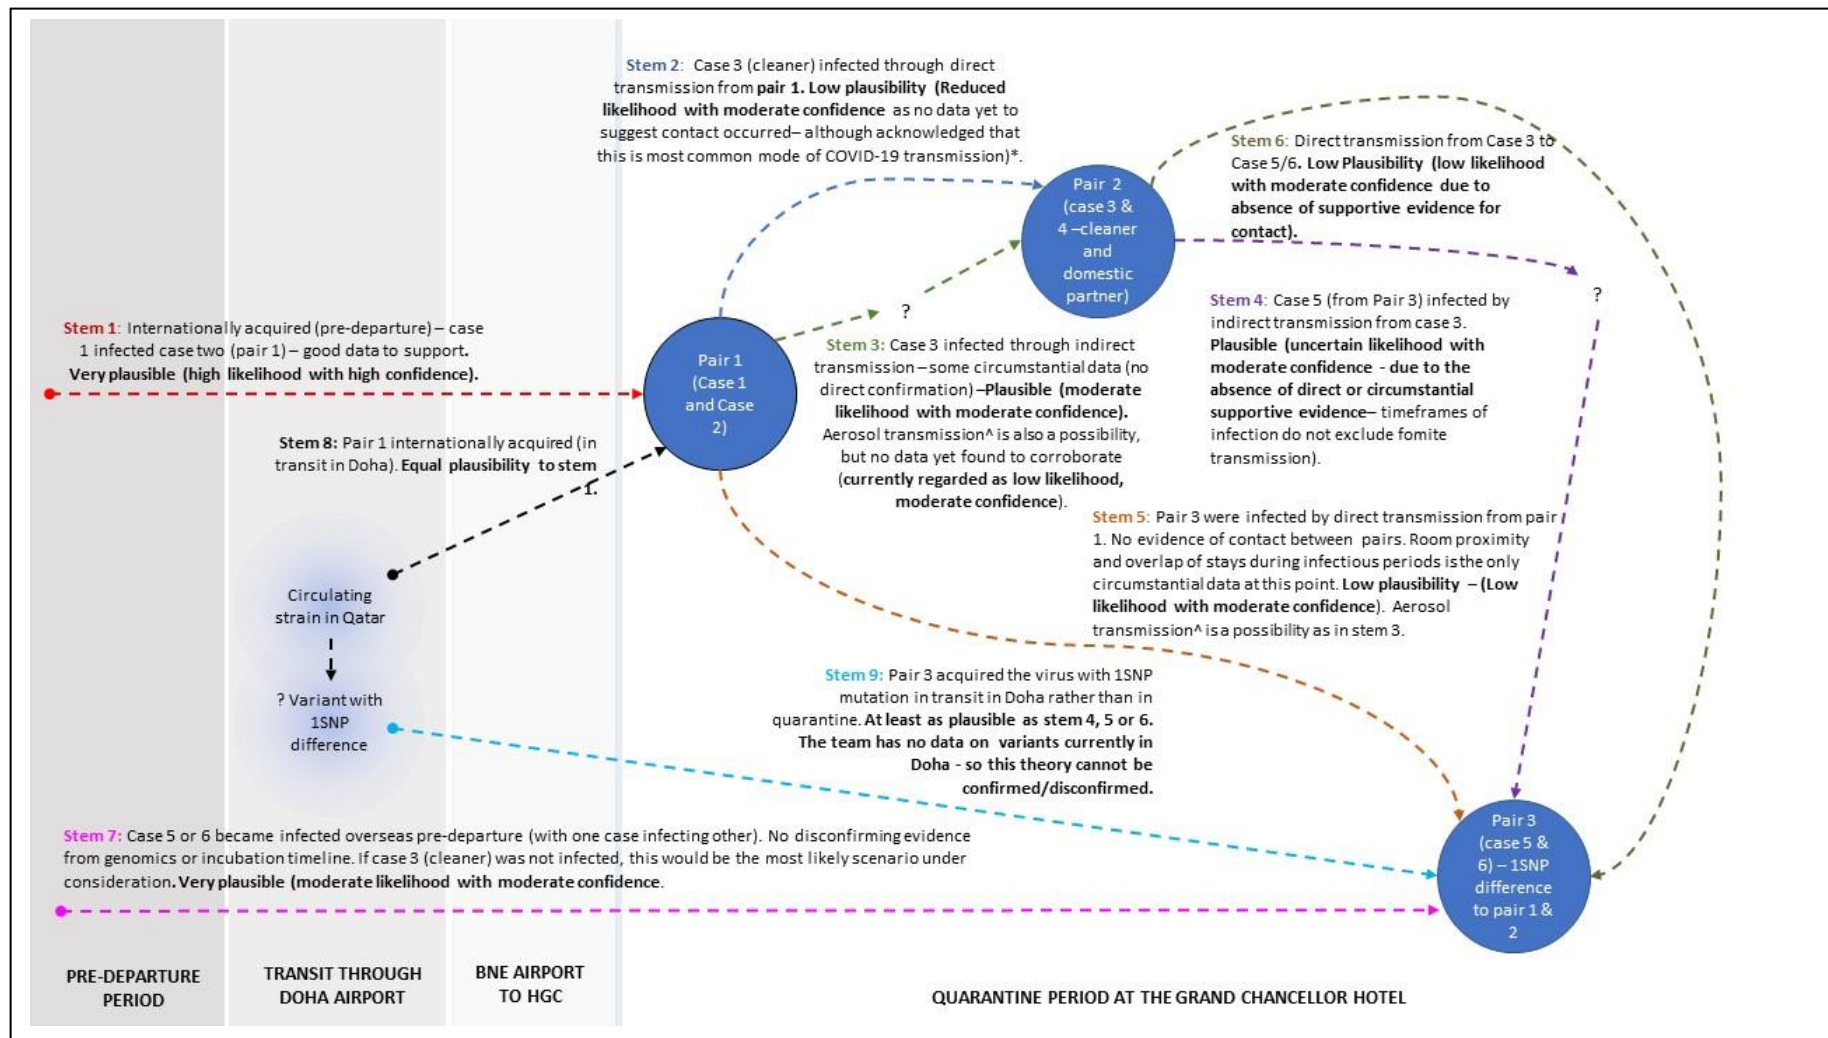 Stem 2: Case 3 (cleaner) infected through direct
transmission from pair 1. Low plausibility (Reduced
likelihood with moderate confidence as no data yet to
suggest contact occurred– although acknowledged that
this is most common mode of COVID-19 transmission)*.
Pair 2
(case 3 &
4 –cleaner
and
domestic
partner)
Stem 6: Direct transmission from Case 3 to
Case 5/6. Low Plausibility (low likelihood
with moderate confidence due to
absence of supportive evidence for
contact).
Stem 1: Internationally acquired (pre-departure) – case
1 infected case two (pair 1) – good data to support.
Very plausible (high likelihood with high confidence).
Pair 1
(Case 1
and Case
2)
?
Stem 3: Case 3 infected through indirect
transmission – some circumstantial data (no
direct confirmation) –Plausible (moderate
likelihood with moderate confidence).
Aerosol transmission^ is also a possibility,
but no data yet found to corroborate
(currently regarded as low likelihood,
moderate confidence).
?
Stem 4: Case 5 (from Pair 3) infected by
indirect transmission from case 3.
Plausible (uncertain likelihood with
moderate confidence - due to the
absence of direct or circumstantial
supportive evidence– timeframes of
infection do not exclude fomite
transmission).
Stem 8: Pair 1 internationally acquired (in
transit in Doha). Equal plausibility to stem
1.
Stem 5: Pair 3 were infected by direct transmission from pair
1. No evidence of contact between pairs. Room proximity
and overlap of stays during infectious periods is the only
circumstantial data at this point. Low plausibility – (Low
likelihood with moderate confidence). Aerosol
transmission^ is a possibility as in stem 3.
Circulating
strain in Qatar
? Variant with
1SNP
difference
Stem 9: Pair 3 acquired the virus with 1SNP
mutation in transit in Doha rather than in
quarantine. At least as plausible as stem 4, 5 or 6.
The team has no data on variants currently in
Doha - so this theory cannot be
confirmed/disconfirmed.
Stem 7: Case 5 or 6 became infected overseas pre-departure (with one case infecting other). No disconfirming evidence
from genomics or incubation timeline. If case 3 (cleaner) was not infected, this would be the most likely scenario under
consideration. Very plausible (moderate likelihood with moderate confidence.
Pair 3
(case 5 &
6) – 1SNP
difference
to pair 1 &
2
PRE-DEPARTURE
PERIOD
TRANSIT THROUGH
DOHA AIRPORT
BNE AIRPORT
TO HGC
QUARANTINE PERIOD AT THE GRAND CHANCELLOR HOTEL